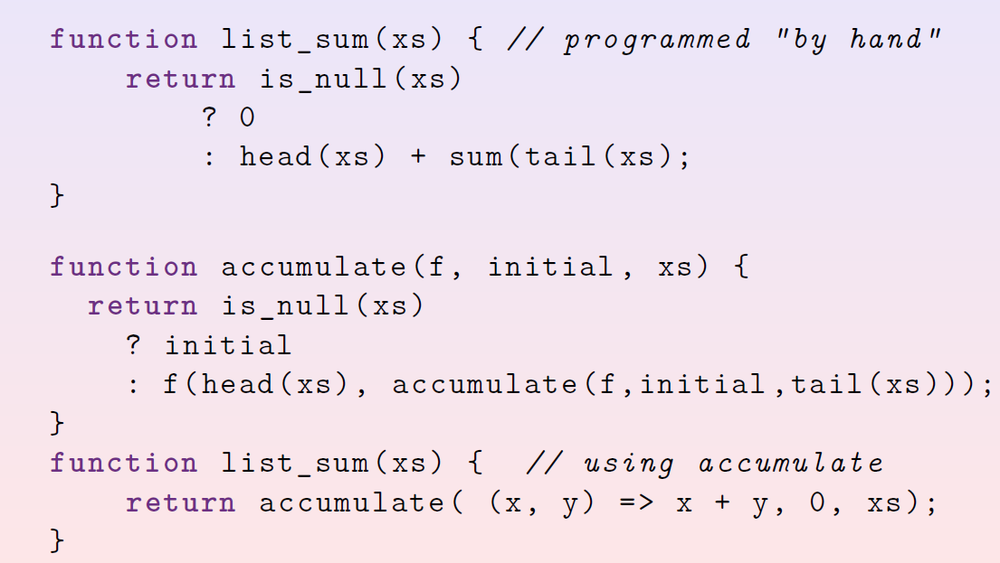 function list_sum(xs) { // programmed "by hand"
return is_null(xs)
? 0
: head(xs) + sum(tail(xs);
}
function accumulate(f, initial, xs) {
return is_null(xs)
? initial
: f(head(xs), accumulate(f,initial,tail(xs)));
}
function list_sum(xs) { // using accumulate
return accumulate( (x, y) => x + y, 0, xs);
}